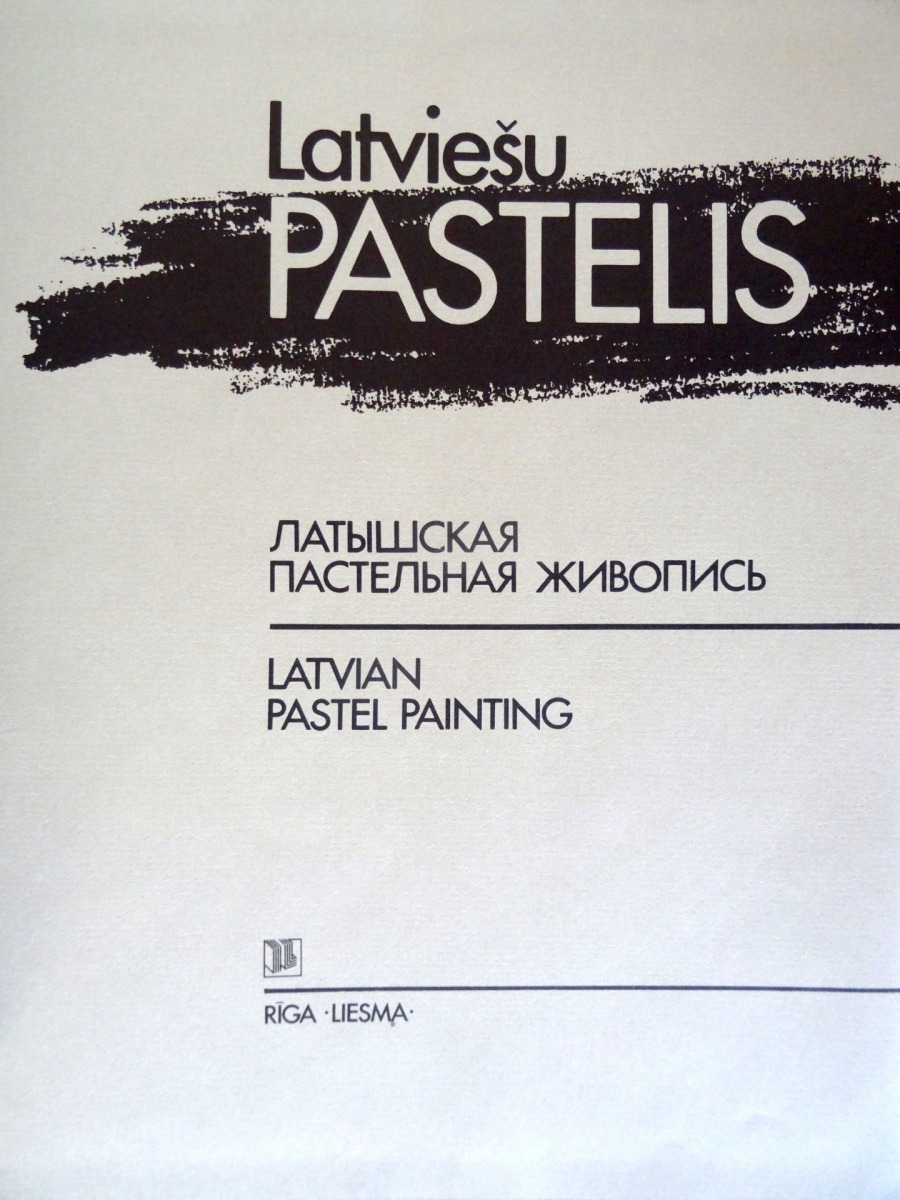 Latviešu
PASTELIS
ЛАТЫШСКАЯ
ПАСТЕЛЬНАЯ ЖИВОПИСЬ
LATVIAN
PASTEL PAINTING
RĪGA ·LIESMA·